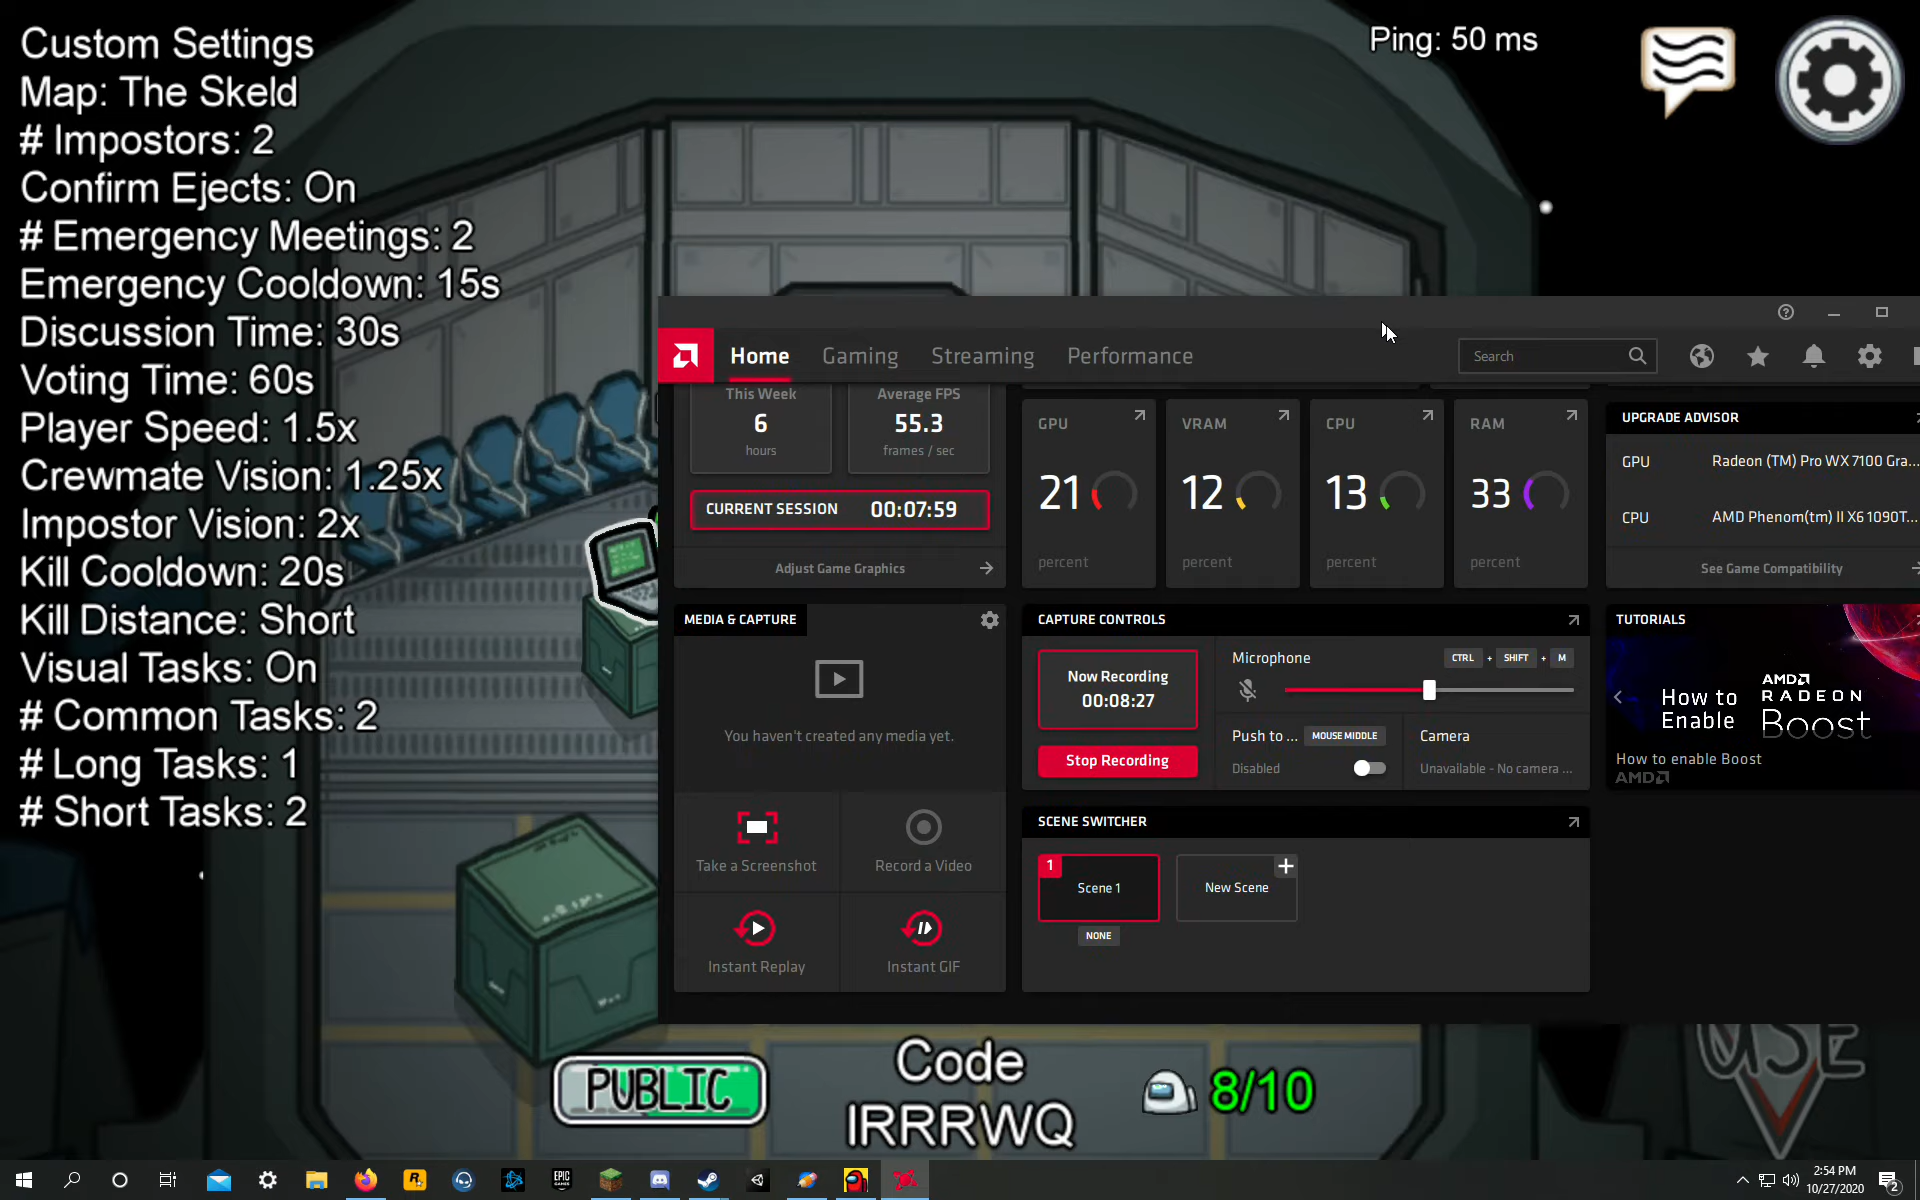 Custom Settings
Map: The Skeld
# Impostors: 2
Confirm Ejects: On
# Emergency Meetings: 2
Emergency Cooldown: 15s
Discussion Time: 30s
Voting Time: 60s
Player Speed: 1.5x
Crewmate Vision: 1.25x
Impostor Vision: 2x
Kill Cooldown: 20s
Kill Distance: Short
Visual Tasks: On
# Common Tasks: 2
# Long Tasks: 1
# Short Tasks: 2
Ping: 50 ms
Home Gaming Streaming Performance
Search
This Week
6
hours
Average FPS
55.3
frames / sec
CURRENT SESSION 00:07:59
Adjust Game Graphics
GPU
21
percent
VRAM
12
percent
CPU
13
percent
RAM
33
percent
UPGRADE ADVISOR
GPU Radeon (TM) Pro WX 7100 Gra...
CPU AMD Phenom(tm) II X6 1090T...
See Game Compatibility
MEDIA & CAPTURE
You haven't created any media yet.
Take a Screenshot
Record a Video
Instant Replay
Instant GIF
CAPTURE CONTROLS
Now Recording
00:08:27
Stop Recording
Microphone
CTRL + SHIFT + M
Push to ... MOUSE MIDDLE
Disabled
Camera
Unavailable - No camera ...
SCENE SWITCHER
1
Scene 1
NONE
New Scene
TUTORIALS
How to
Enable
AMD
RADEON
Boost
How to enable Boost
AMD
PUBLIC
Code
IRRRWQ
8/10
EPIC
GAMES
2:54 PM
10/27/2020
2